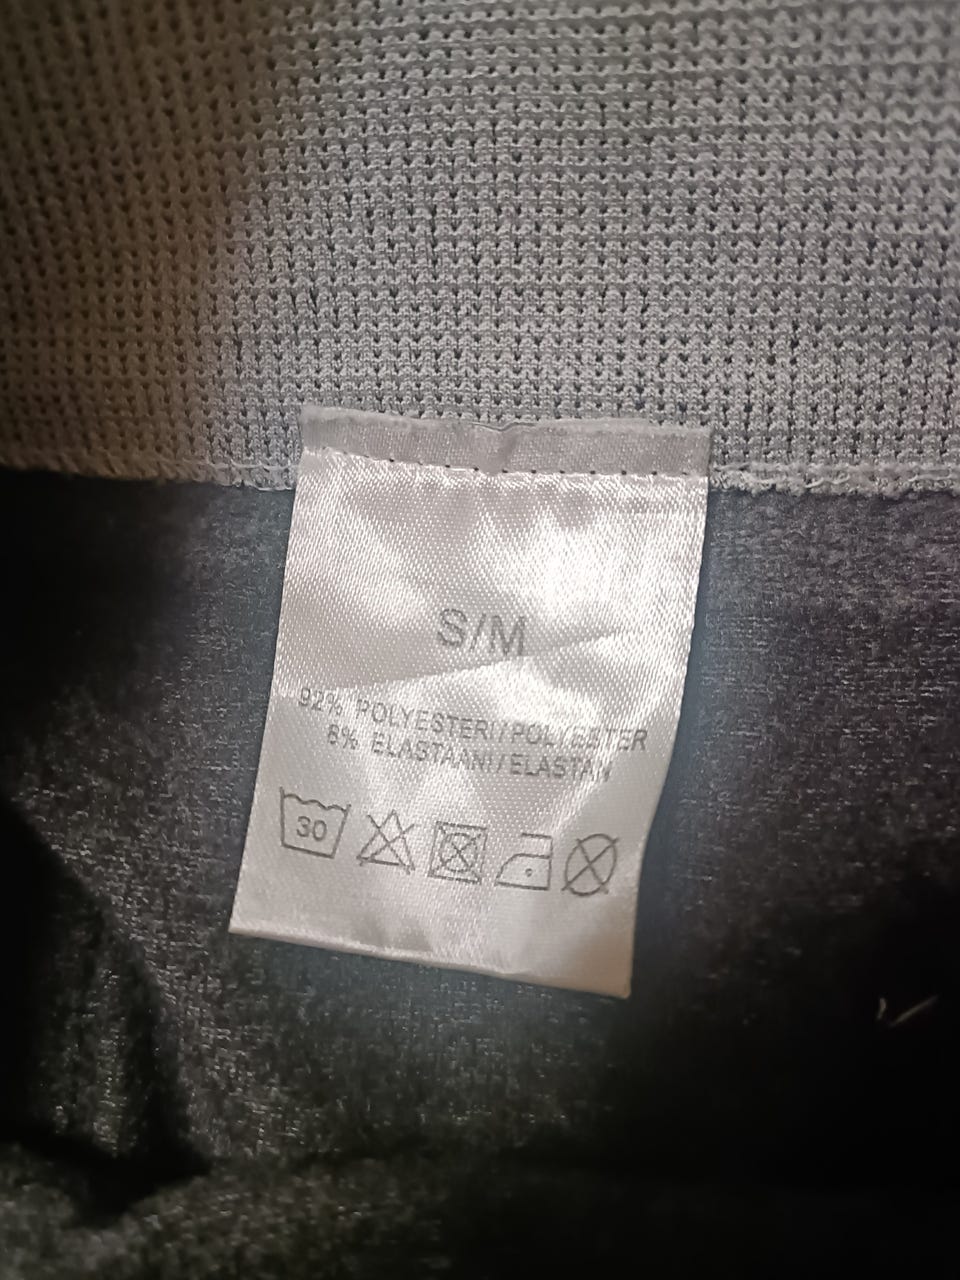 S/M
92% POLYESTERI/POLYESTER
8% ELASTAANI/ELASTAN
30